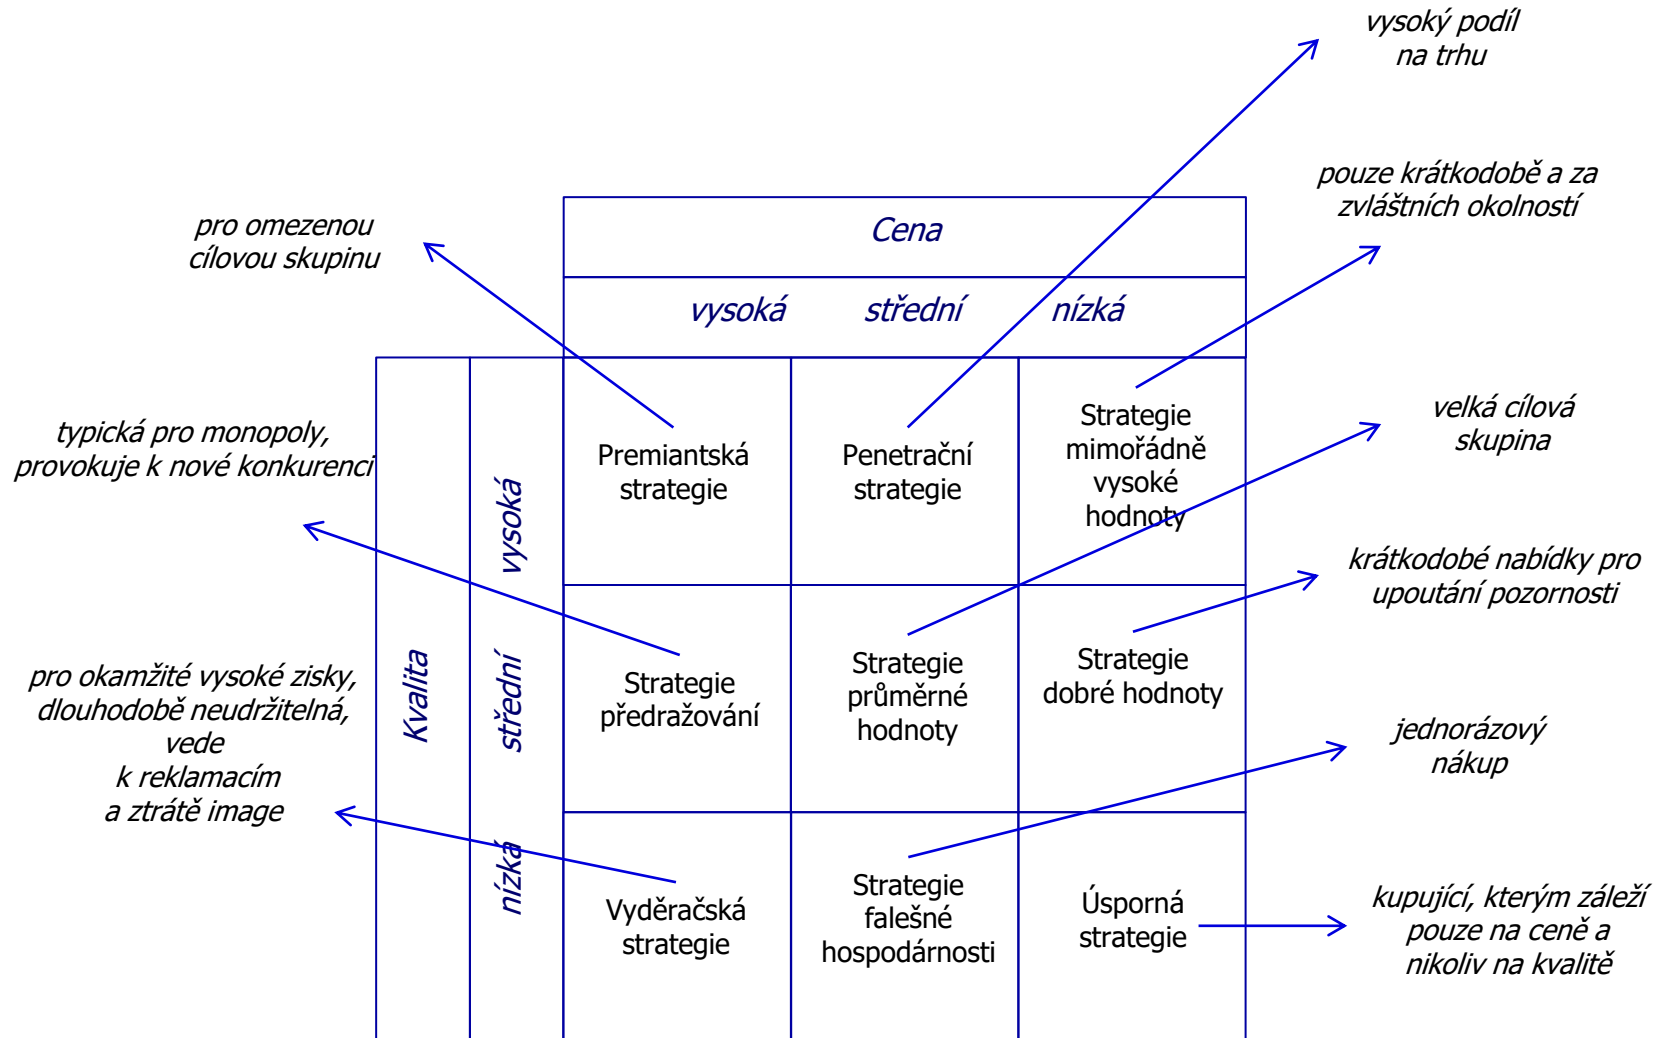 vysoký podíl
na trhu
pouze krátkodobě a za
zvláštních okolností
pro omezenou
cílovou skupinu
Cena
vysoká střední nízká
typická pro monopoly,
provokuje k nové konkurenci
velká cílová
skupina
Kvalita
vysoká
střední
nízká
Premiantská
strategie
Penetrační
strategie
Strategie
mimořádně
vysoké
hodnoty
krátkodobé nabídky pro
upoutání pozornosti
pro okamžité vysoké zisky,
dlouhodobě neudržitelná,
vede
k reklamacím
a ztrátě image
Strategie
předražování
Strategie
průměrné
hodnoty
Strategie
dobré hodnoty
jednorázový
nákup
Vyděračská
strategie
Strategie
falešné
hospodárnosti
Úsporná
strategie
kupující, kterým záleží
pouze na ceně a
nikoliv na kvalitě